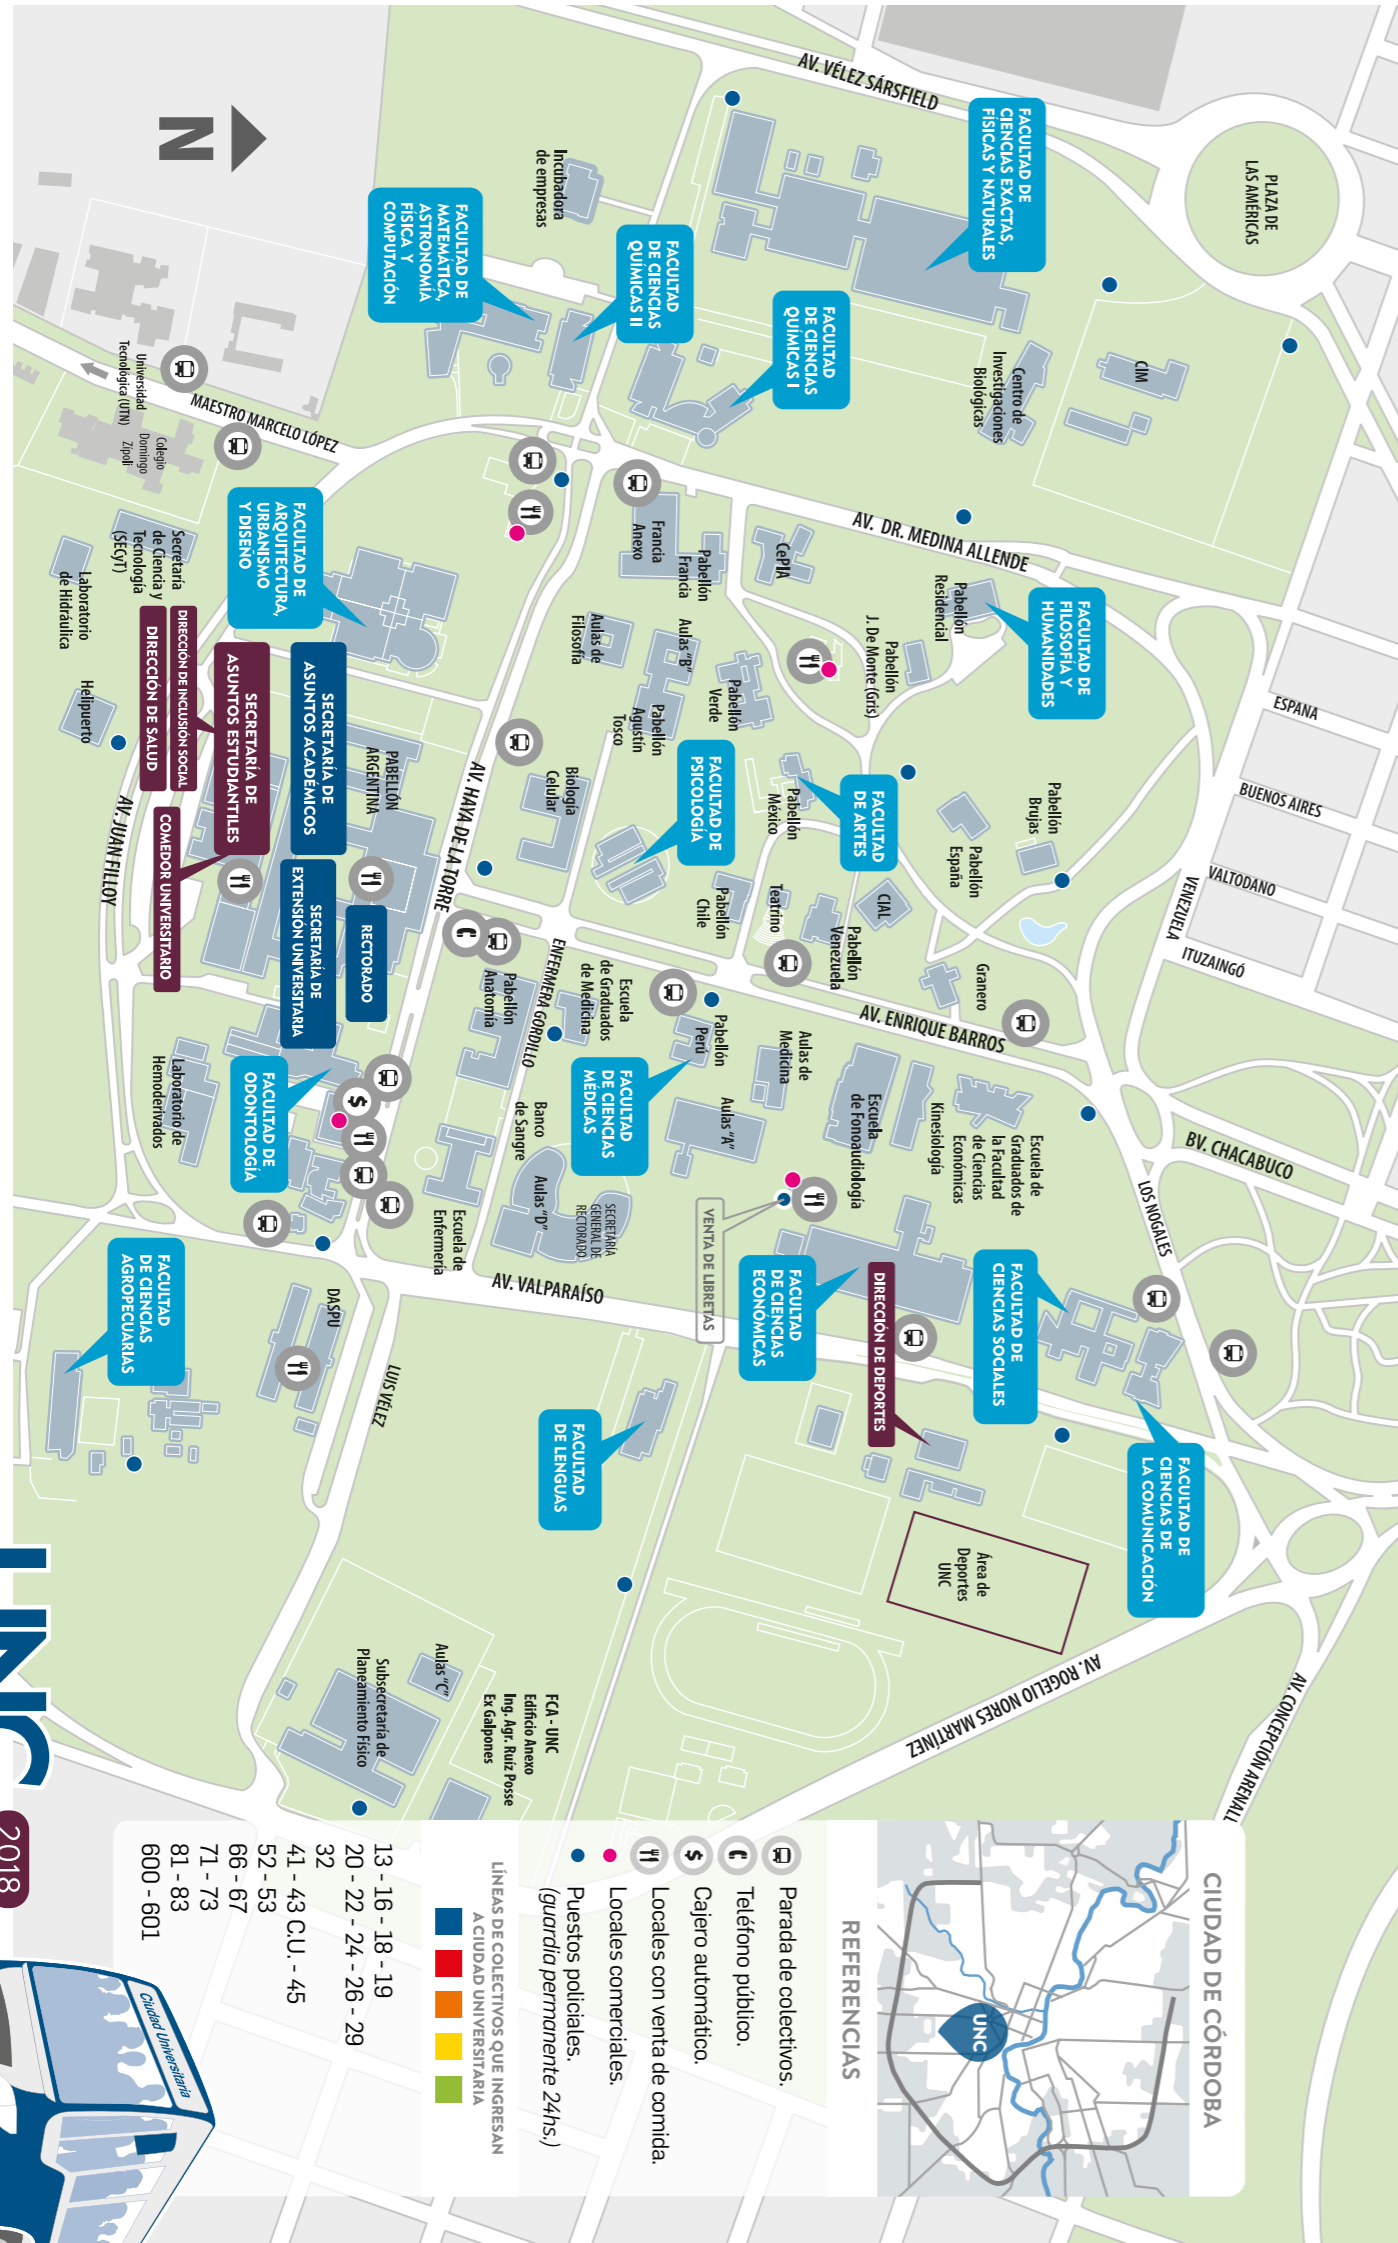 AV. VÉLEZ SÁRSFIELD
PLAZA DE
LAS AMÉRICAS
N
FACULTAD DE
CIENCIAS EXACTAS,
FÍSICAS Y NATURALES
Incubadora
de empresas
FACULTAD DE
MATEMÁTICA,
ASTRONOMÍA
FÍSICA Y
COMPUTACIÓN
FACULTAD
DE CIENCIAS
QUÍMICAS II
FACULTAD
DE CIENCIAS
QUÍMICAS I
Centro de
Investigaciones
Biológicas
CIM
Universidad
Tecnológica (UTN)
MAESTRO MARCELO LÓPEZ
Colegio
Domingo
Zípoli
AV. DR. MEDINA ALLENDE
Secretaría
de Ciencia y
Tecnología
(SECyT)
Laboratorio
de Hidráulica
FACULTAD DE
ARQUITECTURA,
URBANISMO
Y DISEÑO
Francia
Anexo
Pabellón
Francia
CePIA
Pabellón
Residencial
FACULTAD DE
FILOSOFÍA Y
HUMANIDADES
Aulas de
Filosofía
Aulas "B"
Pabellón
Verde
Pabellón
J. De Monte (Gris)
Pabellón
Agustín
Tosco
ESPANA
BUENOS AIRES
VALTODANO
VENEZUELA
ITUZAINGÓ
Helipuerto
DIRECCIÓN DE INCLUSIÓN SOCIAL
DIRECCIÓN DE SALUD
SECRETARÍA DE
ASUNTOS ESTUDIANTILES
SECRETARÍA DE
ASUNTOS ACADÉMICOS
COMEDOR UNIVERSITARIO
PABELLÓN
ARGENTINA
AV. HAYA DE LA TORRE
AV. JUAN FILLOY
Biología
Celular
FACULTAD DE
PSICOLOGÍA
Pabellón
México
FACULTAD
DE ARTES
Pabellón
España
Pabellón
Brujas
SECRETARÍA DE
EXTENSIÓN UNIVERSITARIA
RECTORADO
Pabellón
Chile
Teatrino
CIAL
Pabellón
Venezuela
Granero
Pabellón
Anatomía
ENFERMERA GORDILLO
Escuela
de Graduados
de Medicina
Pabellón
Perú
AV. ENRIQUE BARROS
Aulas de
Medicina
Laboratorio de
Hemoderivados
FACULTAD DE
ODONTOLOGÍA
FACULTAD
DE CIENCIAS
MÉDICAS
Banco
de Sangre
Aulas "A"
Escuela
de Fonoaudiología
Kinesiología
Escuela de
Graduados de
la Facultad
de Ciencias
Económicas
BV. CHACABUCO
LOS NOGALES
Escuela de
Enfermería
Aulas "D"
SECRETARÍA
GENERAL DE
RECTORADO
VENTA DE LIBRETAS
AV. VALPARAÍSO
FACULTAD
DE CIENCIAS
ECONÓMICAS
DIRECCIÓN DE DEPORTES
FACULTAD DE
CIENCIAS SOCIALES
FACULTAD
DE CIENCIAS
AGROPECUARIAS
DASPU
LUIS VÉLEZ
FACULTAD
DE LENGUAS
FACULTAD DE
CIENCIAS DE
LA COMUNICACIÓN
Área de
Deportes
UNC
AV. ROGELIO NORES MARTÍNEZ
AV. CONCEPCIÓN ARENALL
Aulas "C"
Subsecretaría de
Planeamiento Físico
FCA - UNC
Edificio Anexo
Ing. Agr. Ruiz Posse
Ex Galpones
CIUDAD DE CÓRDOBA
UNC
REFERENCIAS
Parada de colectivos.
Teléfono público.
Cajero automático.
Locales con venta de comida.
Locales comerciales.
Puestos policiales.
(guardia permanente 24hs.)
LÍNEAS DE COLECTIVOS QUE INGRESAN
A CIUDAD UNIVERSITARIA
13 - 16 - 18 - 19
20 - 22 - 24 - 26 - 29
32
41 - 43 C.U. - 45
52 - 53
66 - 67
71 - 73
81 - 83
600 - 601
UNC
2018
Ciudad Universitaria